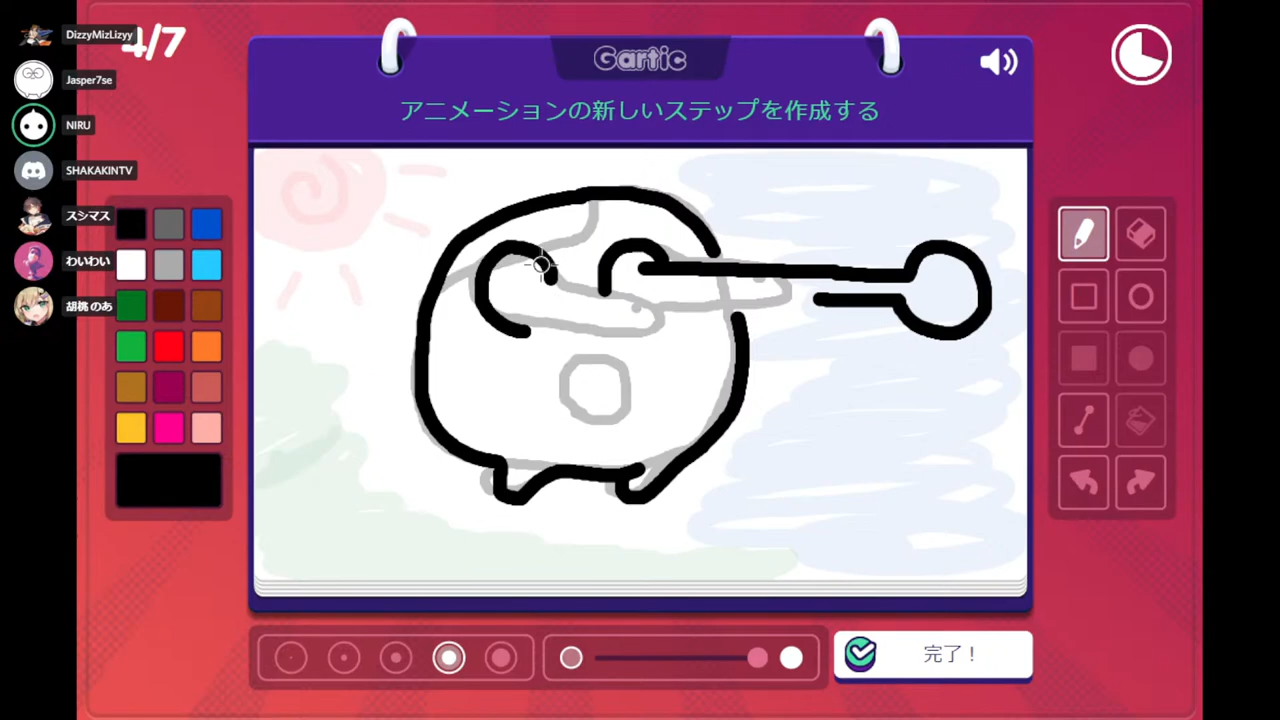 DizzyMizLizyy
4/7
Gartic
アニメーションの新しいステップを作成する
Jasper7se
NIRU
SHAKAKINTV
スシマス
わいわい
胡桃 のあ
完了！